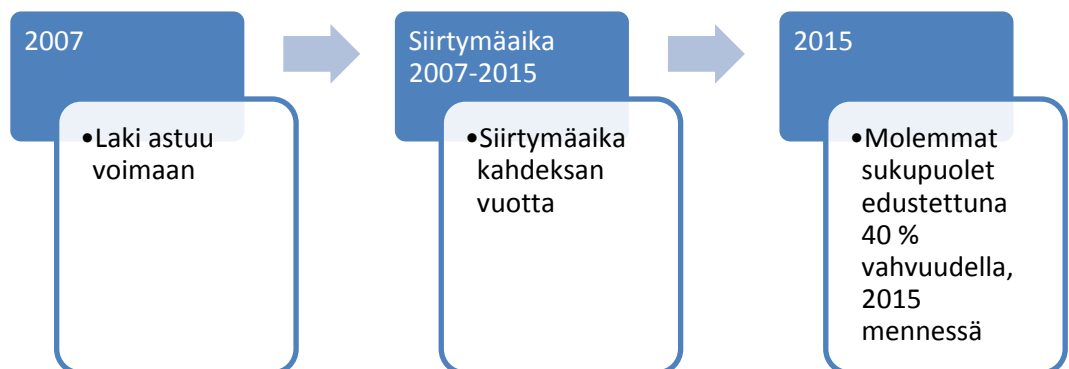 2007
•Laki astuu
voimaan
Siirtymäaika
2007-2015
•Siirtymäaika
kahdeksan
vuotta
2015
•Molemmat
sukupuolet
edustettuna
40 %
vahvuudella,
2015
mennessä